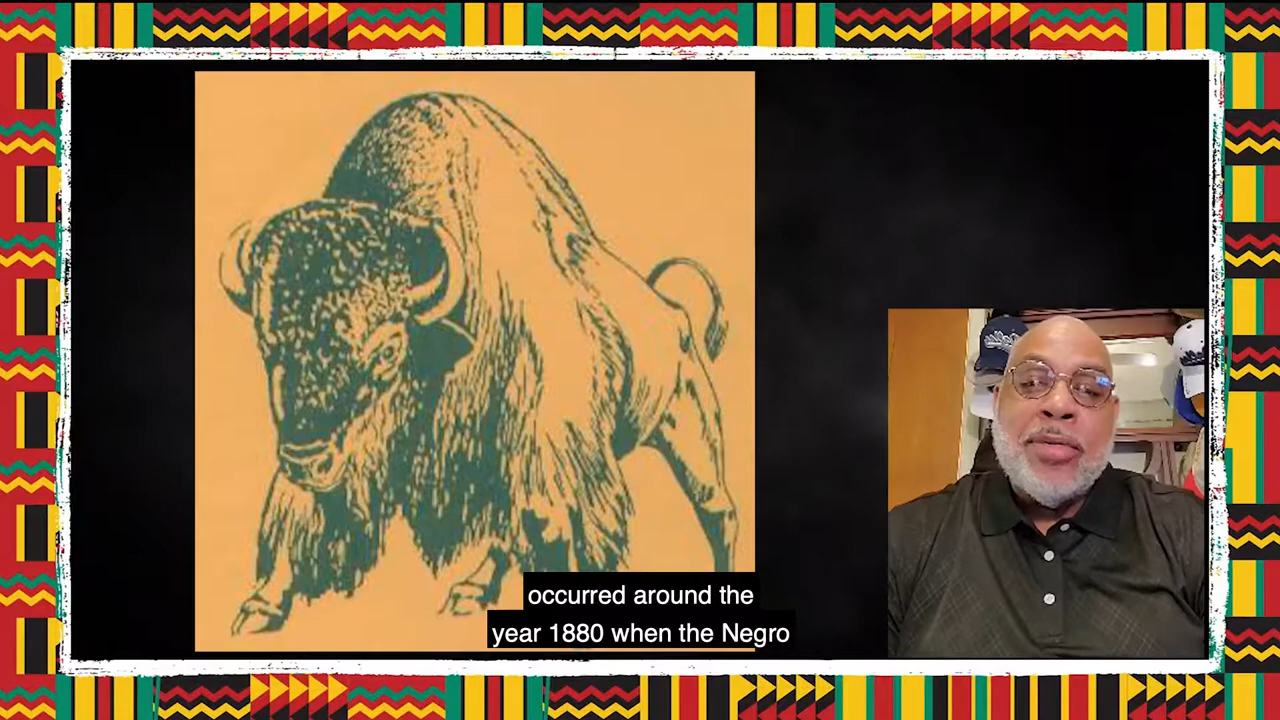 occurred around the
year 1880 when the Negro